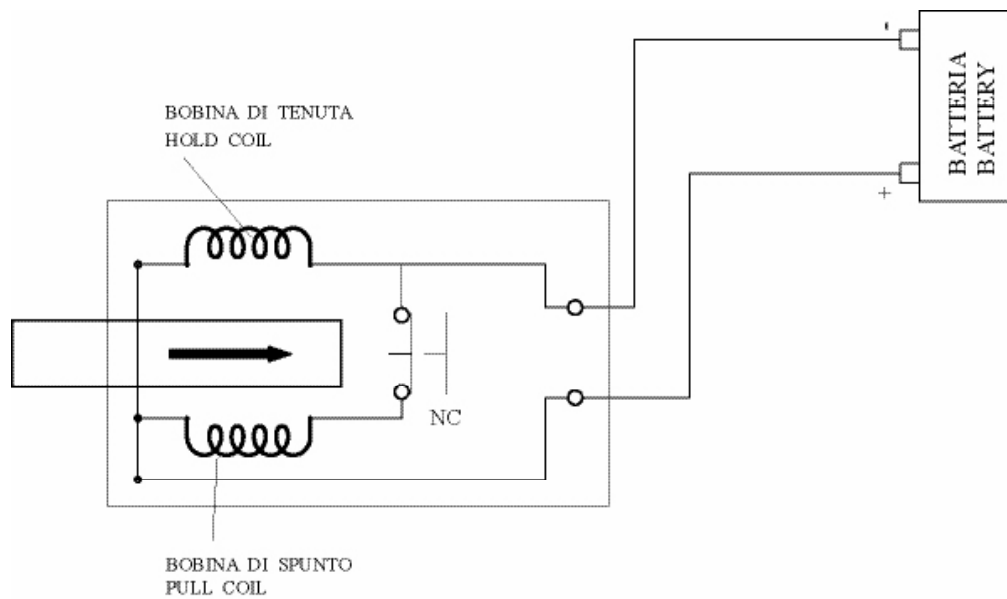 BOBINA DI TENUTA
HOLD COIL
-
BATTERIA
BATTERY
+
NC
BOBINA DI SPUNTO
PULL COIL